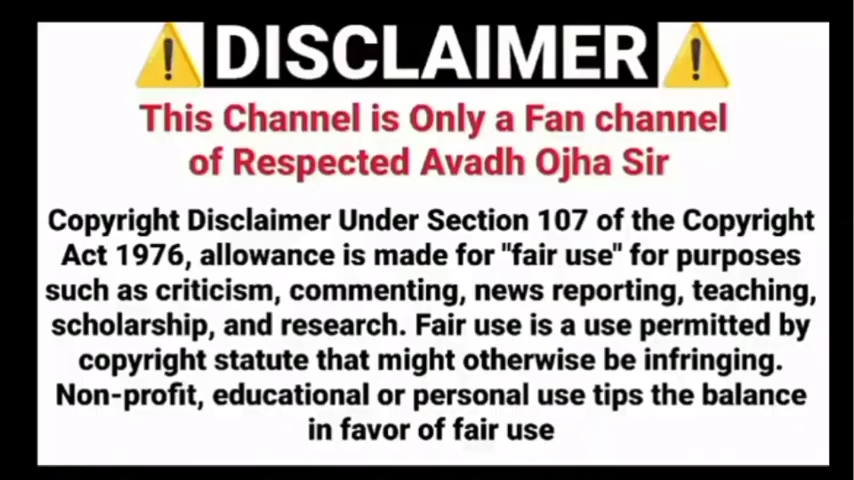 ⚠️DISCLAIMER⚠️
This Channel is Only a Fan channel
of Respected Avadh Ojha Sir
Copyright Disclaimer Under Section 107 of the Copyright
Act 1976, allowance is made for "fair use" for purposes
such as criticism, commenting, news reporting, teaching,
scholarship, and research. Fair use is a use permitted by
copyright statute that might otherwise be infringing.
Non-profit, educational or personal use tips the balance
in favor of fair use